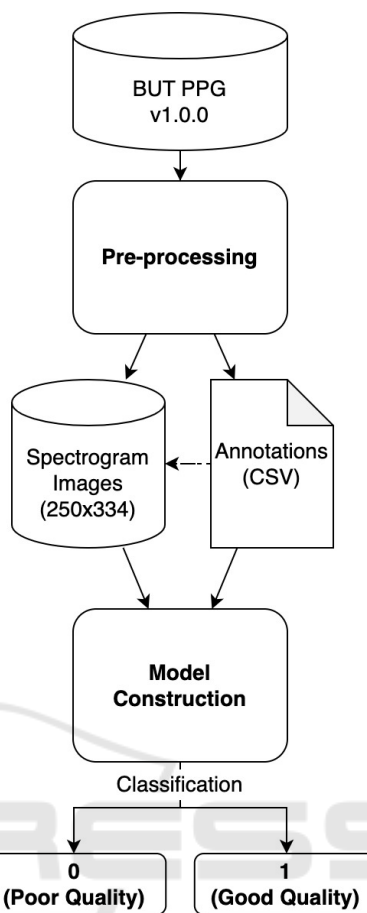 BUT PPG
v1.0.0
Pre-processing
Spectrogram
Images
(250x334)
Annotations
(CSV)
Model
Construction
Classification
0
(Poor Quality)
1
(Good Quality)